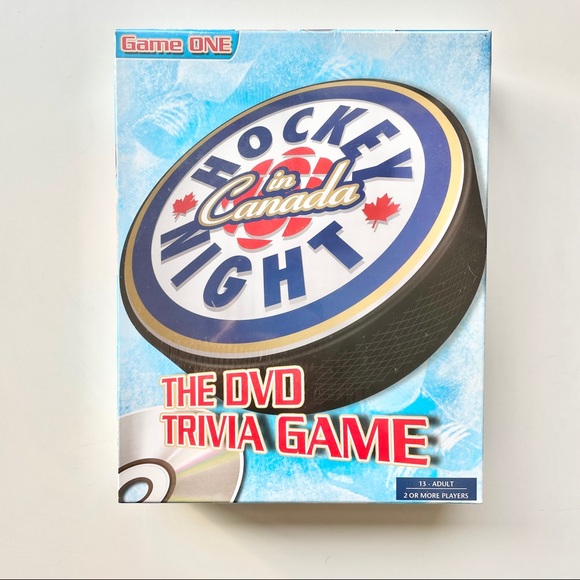 Game ONE
HOCKEY
NIGHT
in
Canada
THE DVD
TRIVIA GAME
13 - ADULT
2 OR MORE PLAYERS